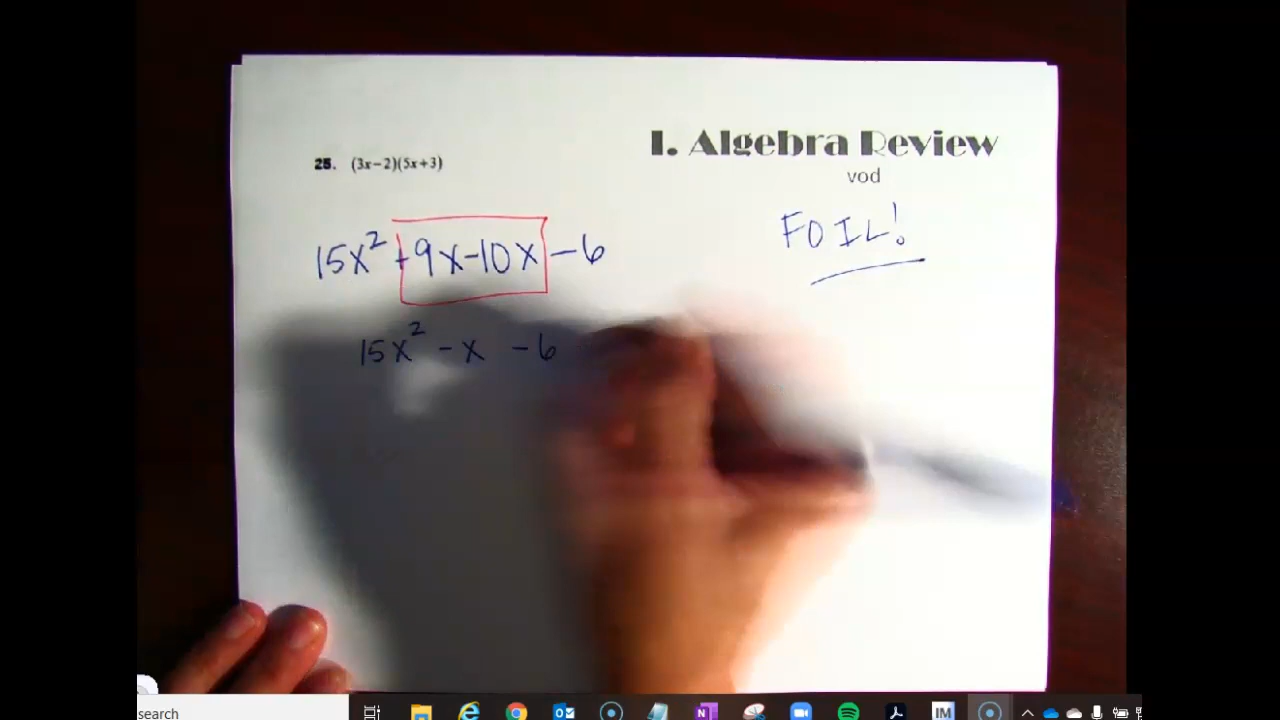 I. Algebra Review
vod
25. (3x−2)(5x+3)
FOIL!
15x² +9x-10x -6
15x² - x - 6
search